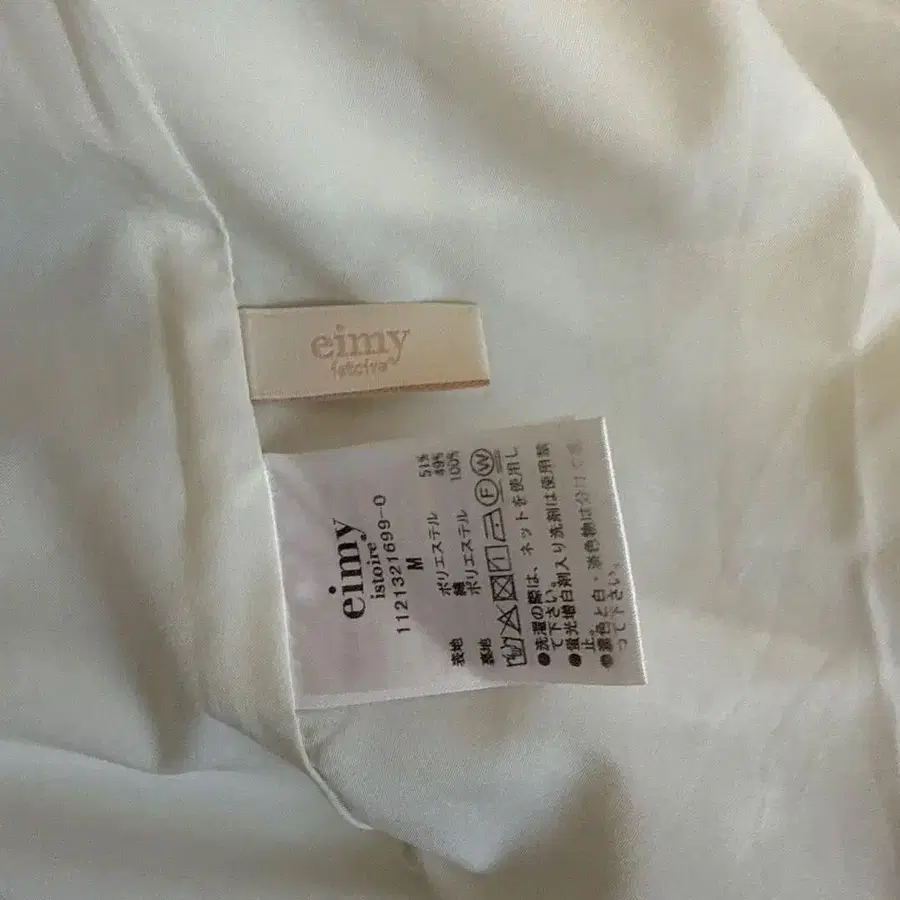 eimy
istoire
eimy
istoire
1121321699-0
M
表地 ポリエステル 51%
綿 49%
裏地 ポリエステル 100%
F W
●洗濯の際は、ネットを使用し
て下さい。
●蛍光増白剤入り洗剤は使用禁
止。
●濃色と白・淡色物は分けて洗
って下さい。